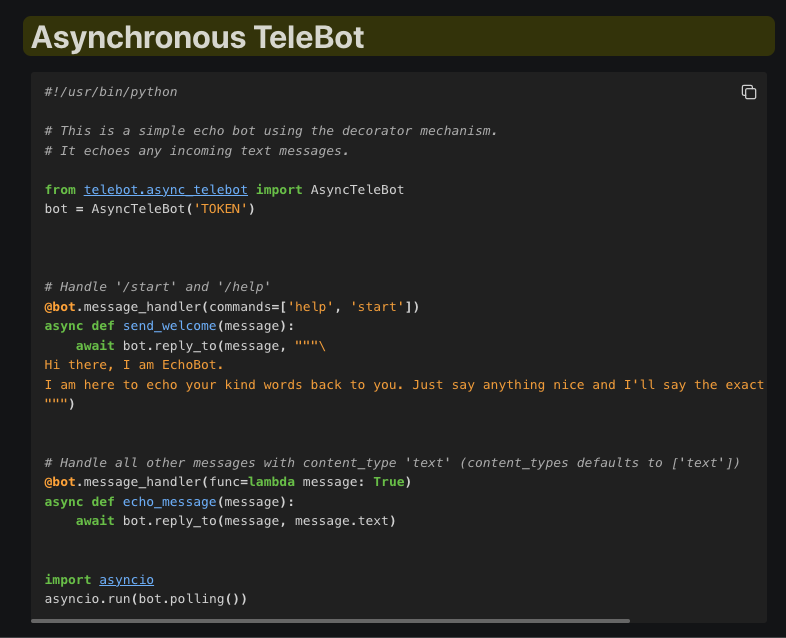 Asynchronous TeleBot
#!/usr/bin/python
# This is a simple echo bot using the decorator mechanism.
# It echoes any incoming text messages.
from telebot.async_telebot import AsyncTeleBot
bot = AsyncTeleBot('TOKEN')
# Handle '/start' and '/help'
@bot.message_handler(commands=['help', 'start'])
async def send_welcome(message):
    await bot.reply_to(message, """\
Hi there, I am EchoBot.
I am here to echo your kind words back to you. Just say anything nice and I'll say the exact
""")
# Handle all other messages with content_type 'text' (content_types defaults to ['text'])
@bot.message_handler(func=lambda message: True)
async def echo_message(message):
    await bot.reply_to(message, message.text)
import asyncio
asyncio.run(bot.polling())